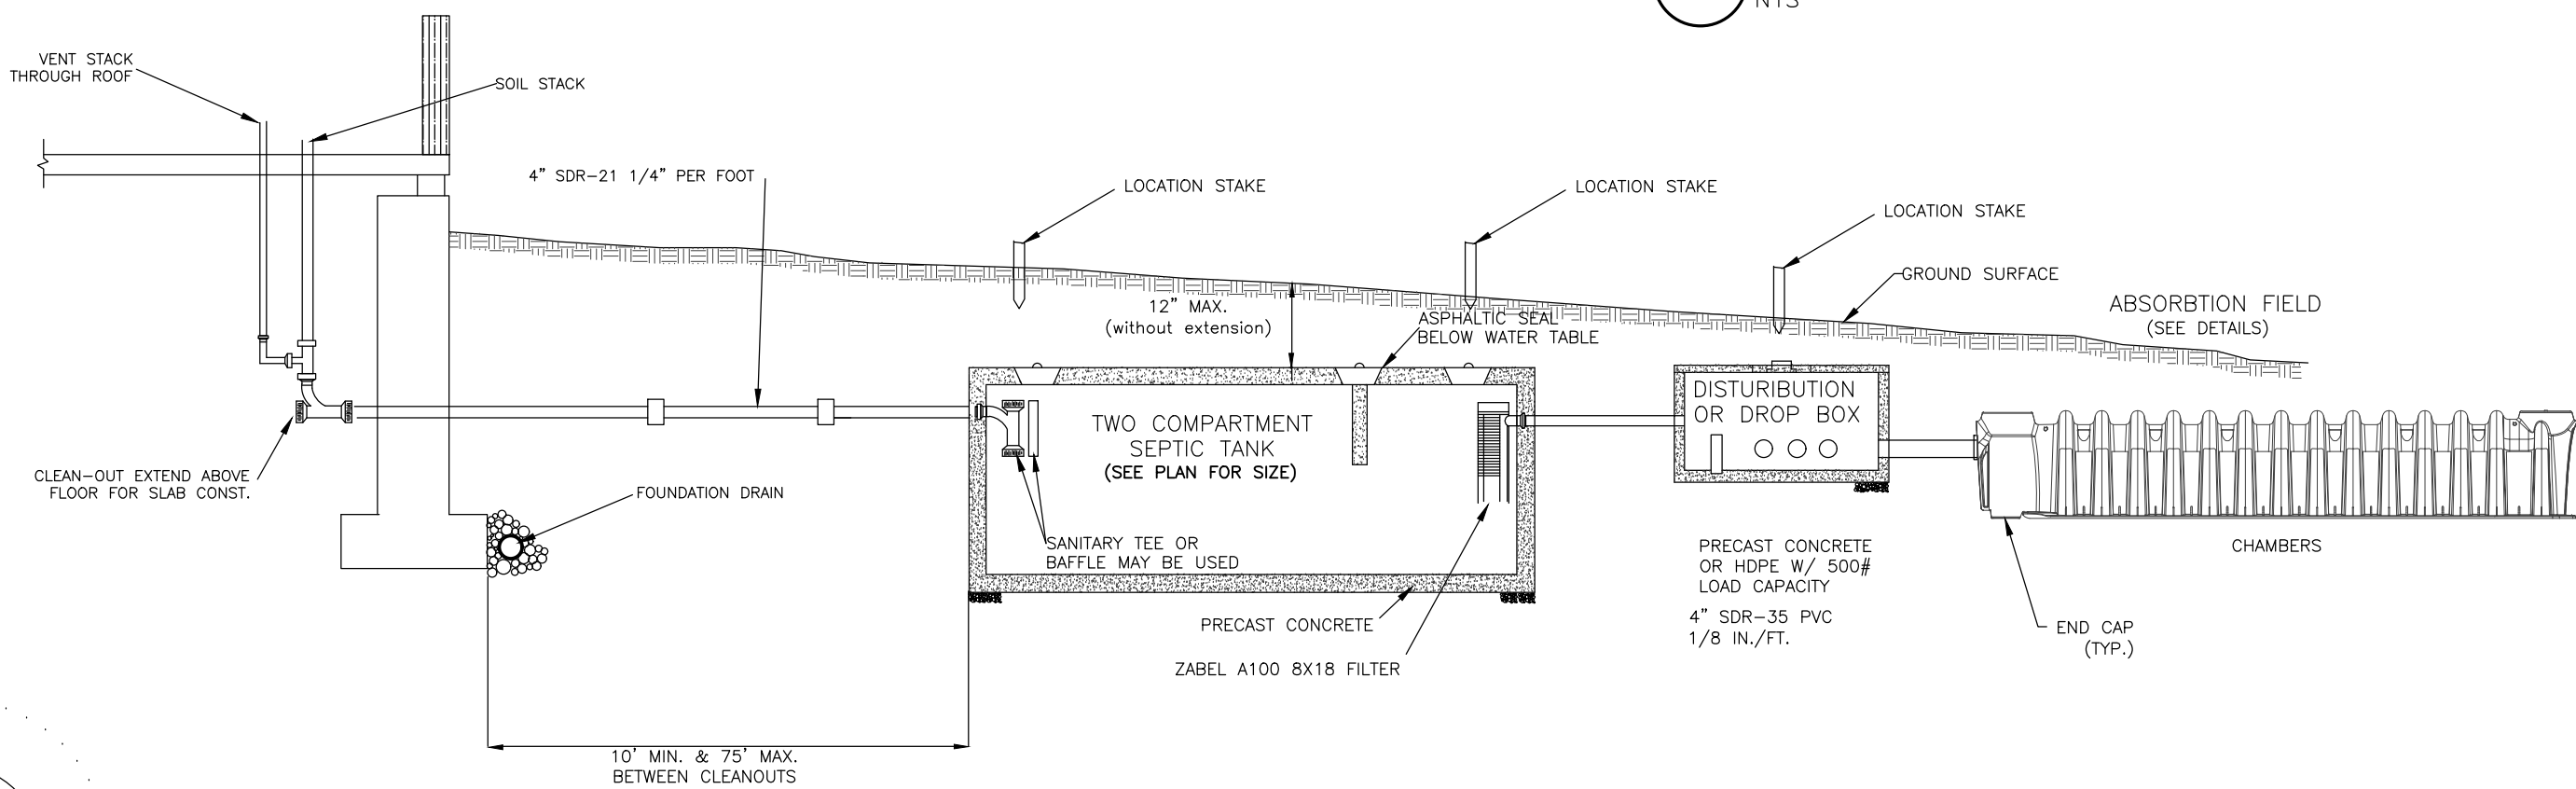 NTS
VENT STACK
THROUGH ROOF
SOIL STACK
4" SDR-21 1/4" PER FOOT
LOCATION STAKE
LOCATION STAKE
LOCATION STAKE
GROUND SURFACE
ABSORBTION FIELD
(SEE DETAILS)
12" MAX.
(without extension)
ASPHALTIC SEAL
BELOW WATER TABLE
DISTURIBUTION
OR DROP BOX
TWO COMPARTMENT
SEPTIC TANK
(SEE PLAN FOR SIZE)
CLEAN-OUT EXTEND ABOVE
FLOOR FOR SLAB CONST.
FOUNDATION DRAIN
SANITARY TEE OR
BAFFLE MAY BE USED
PRECAST CONCRETE
OR HDPE W/ 500#
LOAD CAPACITY
4" SDR-35 PVC
1/8 IN./FT.
CHAMBERS
PRECAST CONCRETE
ZABEL A100 8X18 FILTER
END CAP
(TYP.)
10' MIN. & 75' MAX.
BETWEEN CLEANOUTS